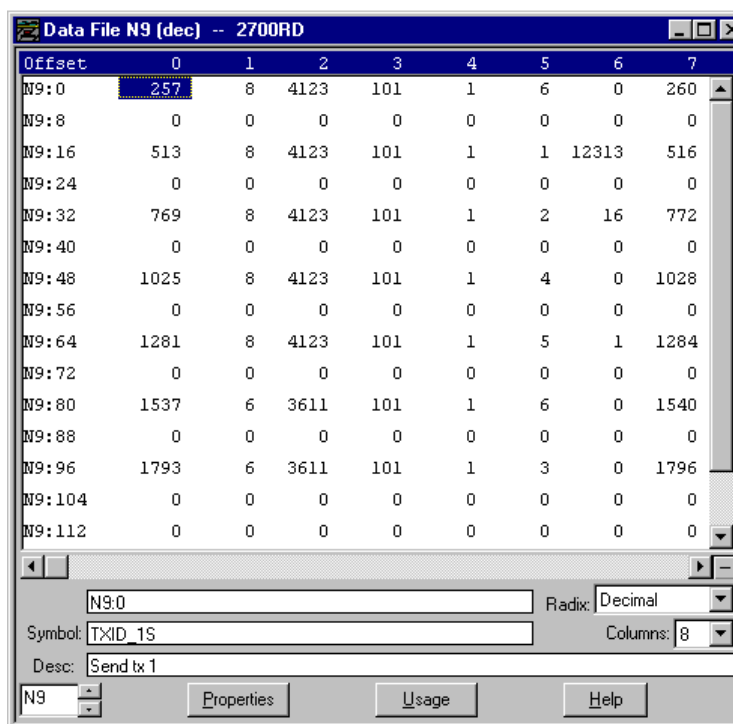 Data File N9 (dec) -- 2700RD
Offset 0 1 2 3 4 5 6 7
N9:0 257 8 4123 101 1 6 0 260
N9:8 0 0 0 0 0 0 0 0
N9:16 513 8 4123 101 1 1 12313 516
N9:24 0 0 0 0 0 0 0 0
N9:32 769 8 4123 101 1 2 16 772
N9:40 0 0 0 0 0 0 0 0
N9:48 1025 8 4123 101 1 4 0 1028
N9:56 0 0 0 0 0 0 0 0
N9:64 1281 8 4123 101 1 5 1 1284
N9:72 0 0 0 0 0 0 0 0
N9:80 1537 6 3611 101 1 6 0 1540
N9:88 0 0 0 0 0 0 0 0
N9:96 1793 6 3611 101 1 3 0 1796
N9:104 0 0 0 0 0 0 0 0
N9:112 0 0 0 0 0 0 0 0
N9:0 Radix: Decimal
Symbol: TXID_1S Columns: 8
Desc: Send tx 1
N9 Properties Usage Help